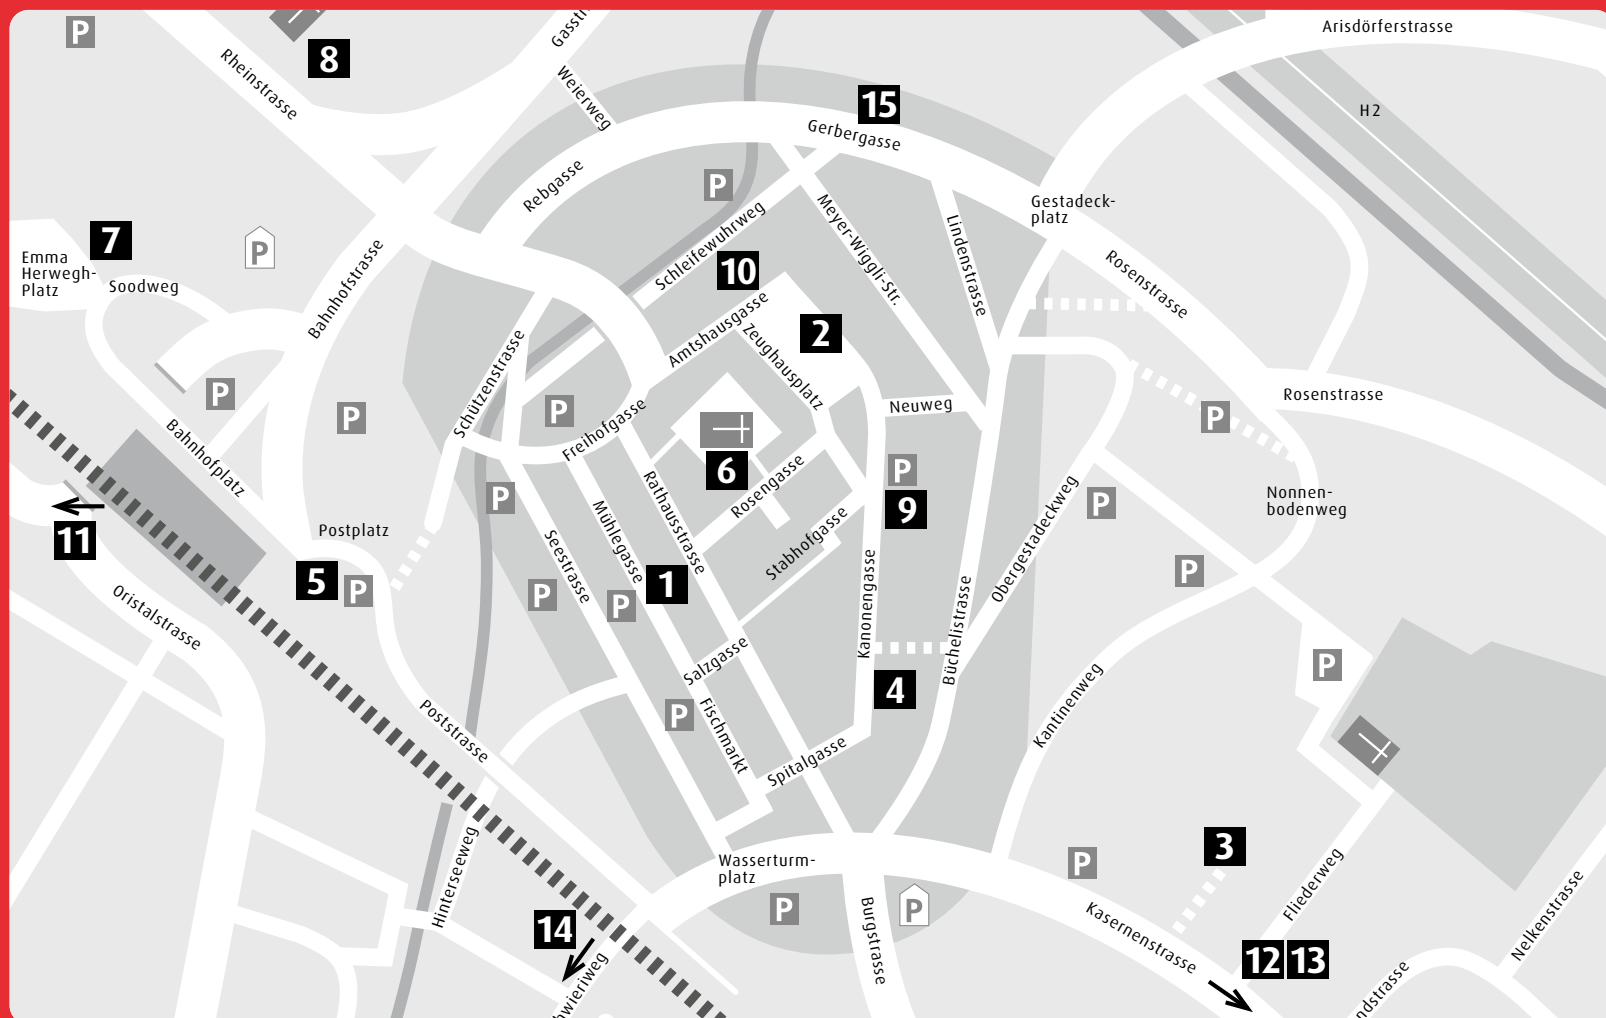 P
8
Rheinstrasse
Weierweg
15
Gerbergasse
Arisdörferstrasse
H2
Rebgasse
P
Gestadeck-
platz
7
Emma
Herwegh-
Platz
Soodweg
P
Bahnhofstrasse
Schleifewuhrweg
10
Meyer-Wiggli-Str.
Lindenstrasse
Rosenstrasse
Amtshausgasse
Zeughausplatz
2
Schützenstrasse
P
P
P
Freihofgasse
Neuweg
Rosenstrasse
P
Bahnhofplatz
6
Rosengasse
P
9
P
Nonnen-
bodenweg
P
Rathausstrasse
Mühlegasse
Seestrasse
Stabhofgasse
Kanonengasse
Obergestadeckweg
Büchelistrasse
11
Postplatz
5
P
P
P
1
P
Oristalstrasse
Salzgasse
4
P
Kantinenweg
Poststrasse
P
Fischmarkt
Spitalgasse
Hinterseeweg
Wasserturm-
platz
P
P
Burgstrasse
P
3
Fliederweg
Kasernenstrasse
Nelkenstrasse
14
12 13